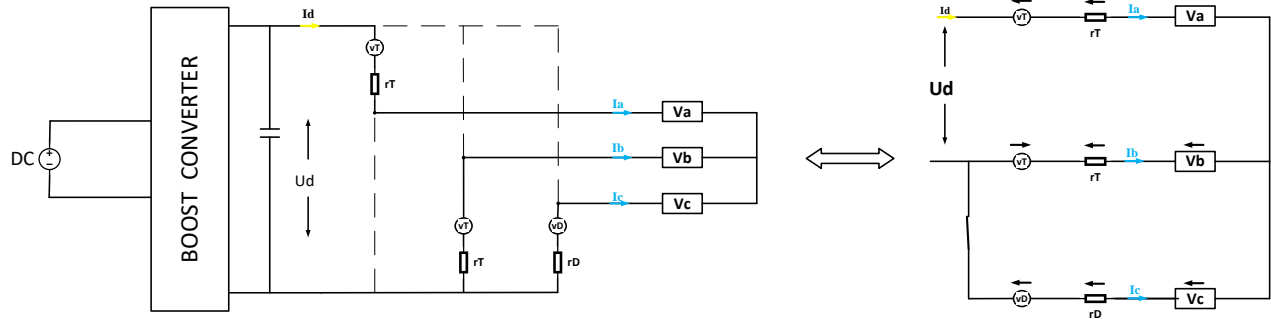 DC
BOOST CONVERTER
Id
Ud
vT
rT
vT
rT
vD
rD
Ia
Va
Ib
Vb
Ic
Vc
Id
Ud
vT
rT
Ia
Va
vT
rT
Ib
Vb
vD
rD
Ic
Vc